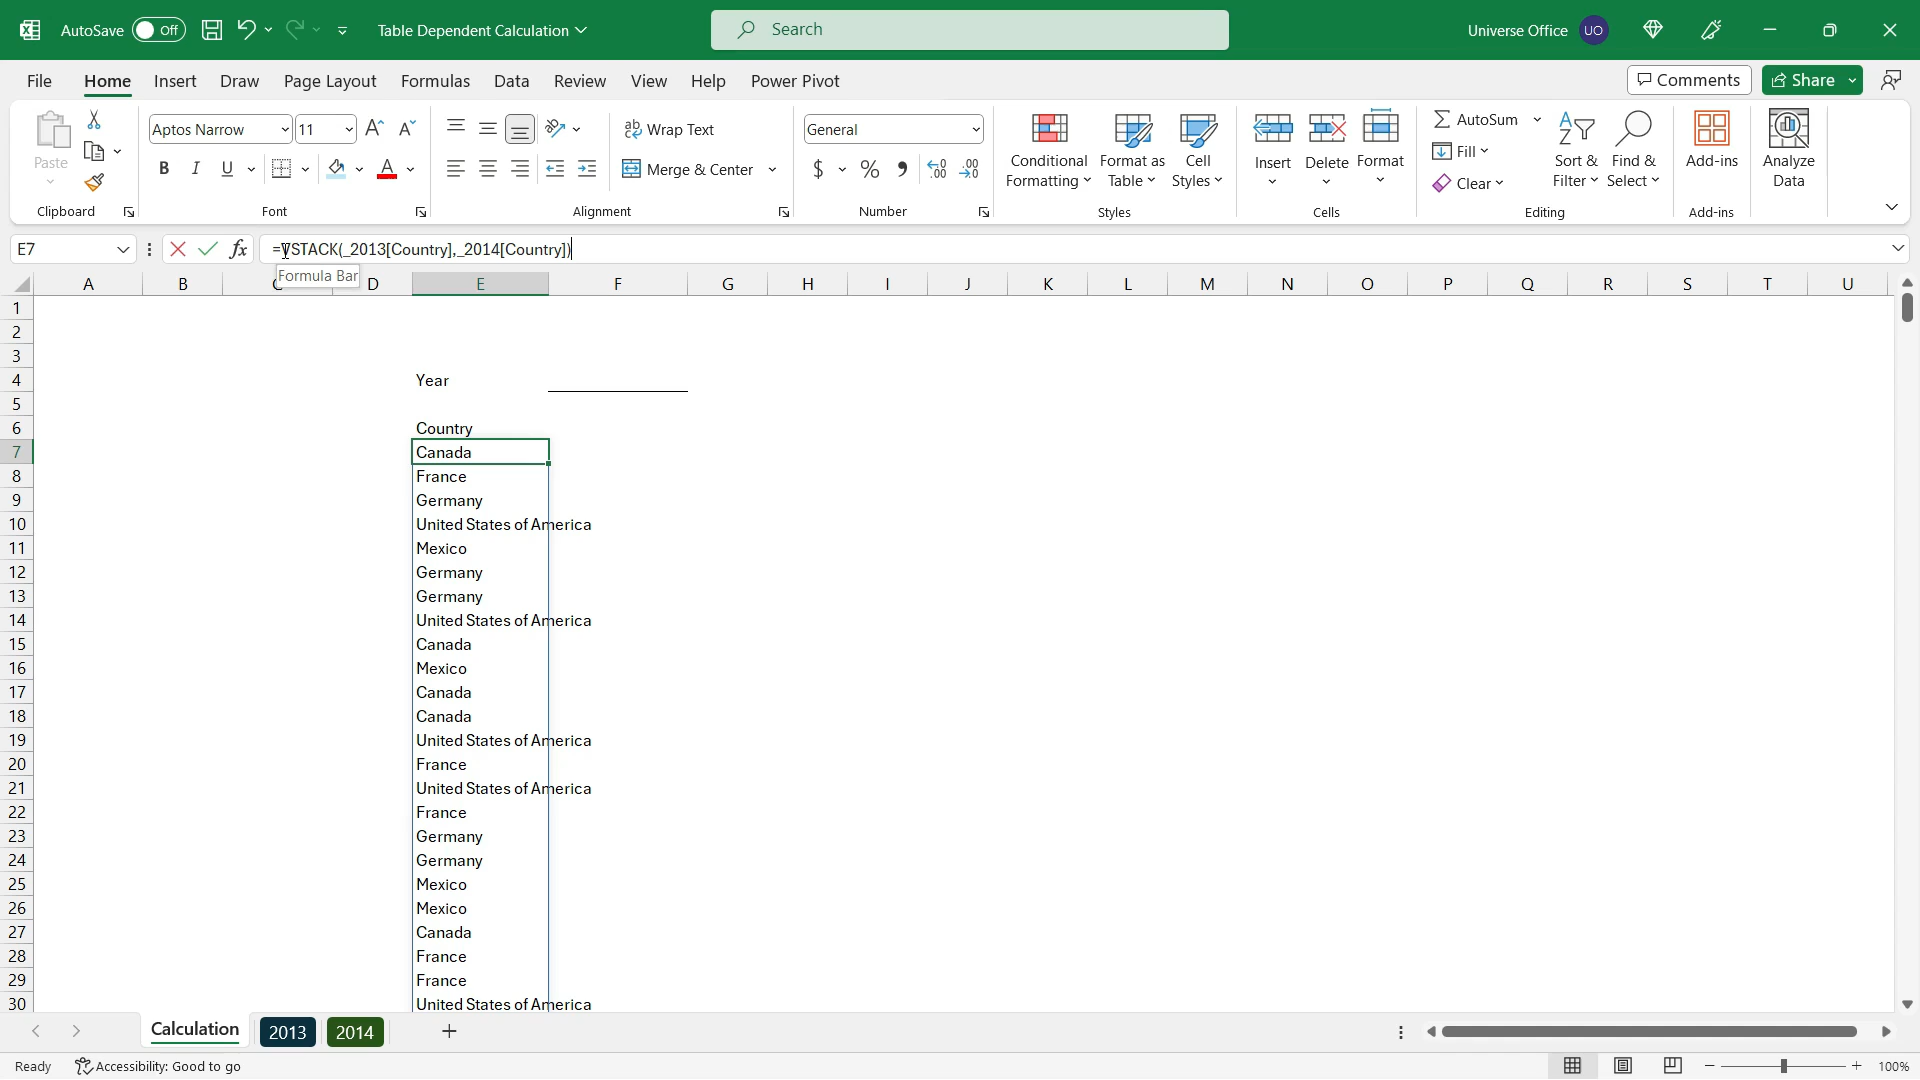 AutoSave Off Table Dependent Calculation Search Universe Office UO
File Home Insert Draw Page Layout Formulas Data Review View Help Power Pivot Comments Share
Paste Aptos Narrow 11 Wrap Text General Conditional Formatting Format as Table Cell Styles Insert Delete Format AutoSum Fill Clear Sort & Filter Find & Select Add-ins Analyze Data
B I U Merge & Center $ %
Clipboard Font Alignment Number Styles Cells Editing Add-ins
E7 fx =VSTACK(_2013[Country],_2014[Country])
Formula Bar
A B C D E F G H I J K L M N O P Q R S T U
1
2
3
4 Year
5
6 Country
7 Canada
8 France
9 Germany
10 United States of America
11 Mexico
12 Germany
13 Germany
14 United States of America
15 Canada
16 Mexico
17 Canada
18 Canada
19 United States of America
20 France
21 United States of America
22 France
23 Germany
24 Germany
25 Mexico
26 Mexico
27 Canada
28 France
29 France
30 United States of America
Calculation 2013 2014
Ready Accessibility: Good to go 100%